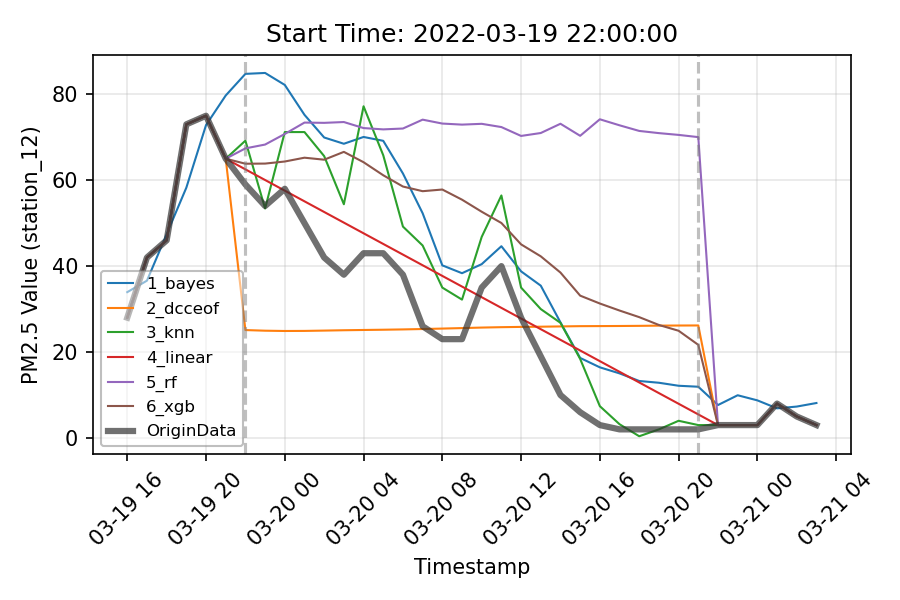 Start Time: 2022-03-19 22:00:00
PM2.5 Value (station_12)
80
60
40
20
0
1_bayes
2_dcceof
3_knn
4_linear
5_rf
6_xgb
OriginData
03-19 16
03-19 20
03-20 00
03-20 04
03-20 08
03-20 12
03-20 16
03-20 20
03-21 00
03-21 04
Timestamp